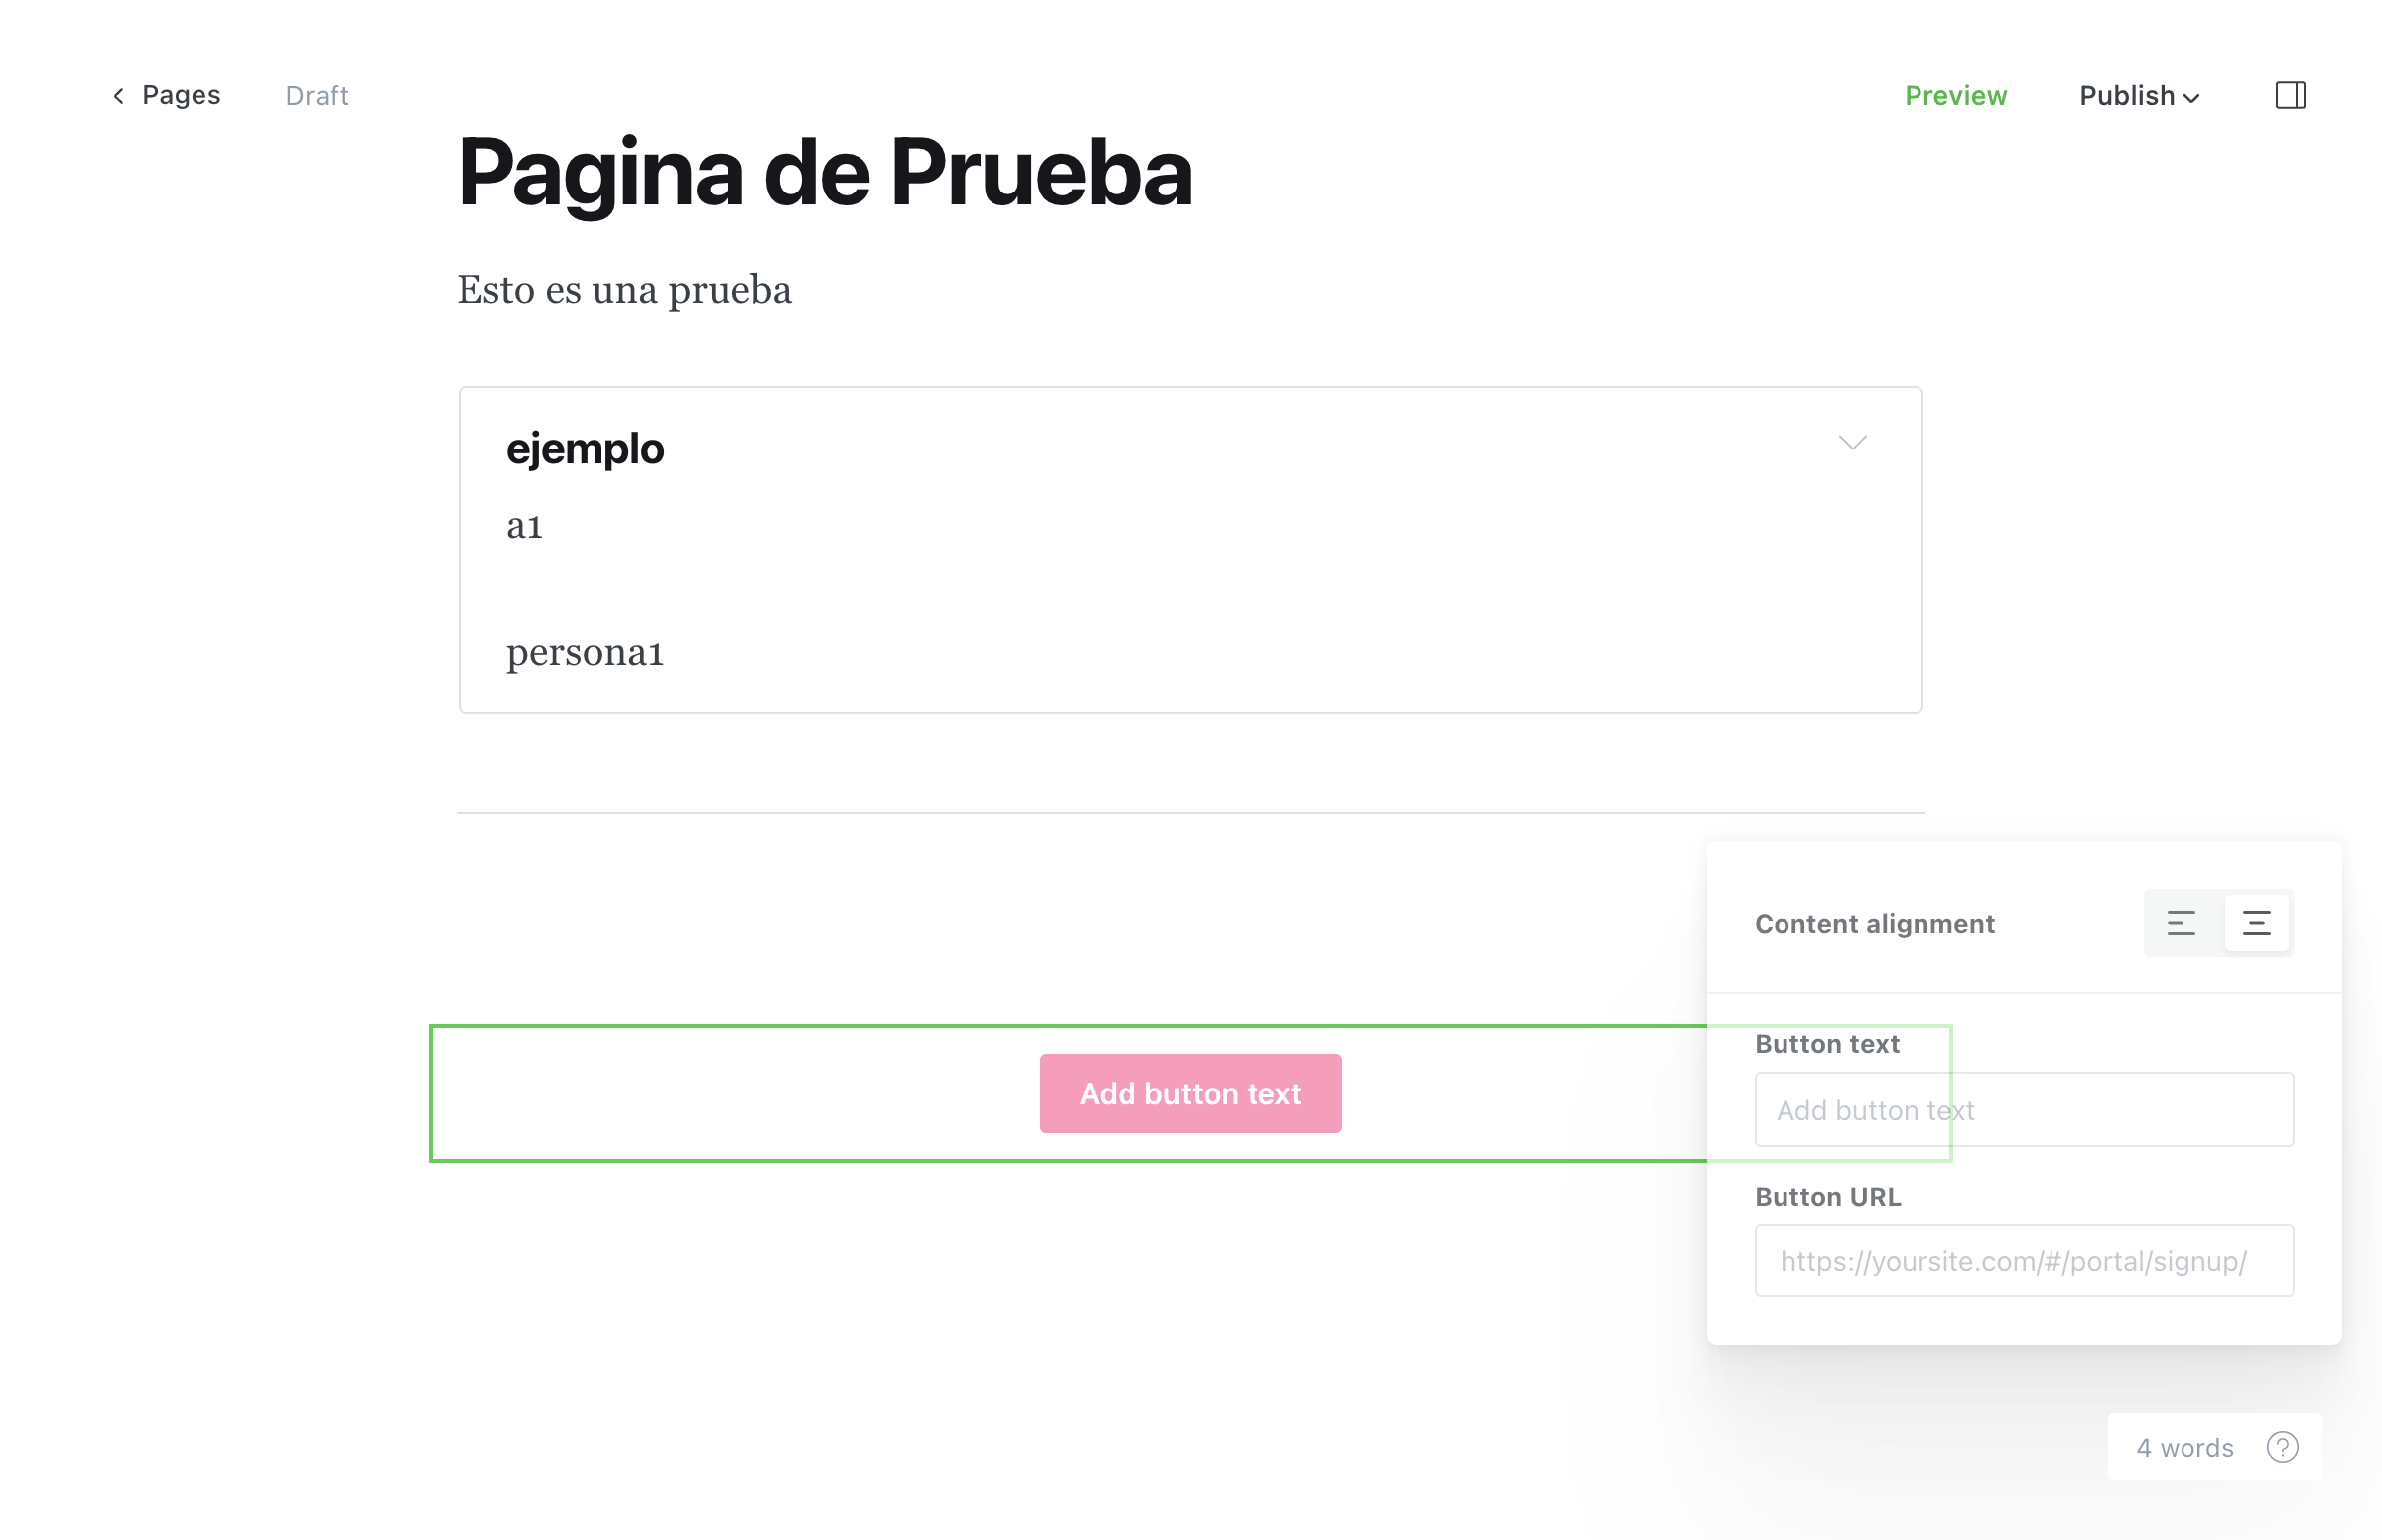 Pages
Draft
Preview
Publish
Pagina de Prueba
Esto es una prueba
ejemplo
a1
persona1
Content alignment
Button text
Add button text
Add button text
Button URL
https://yoursite.com/#/portal/signup/
4 words
?